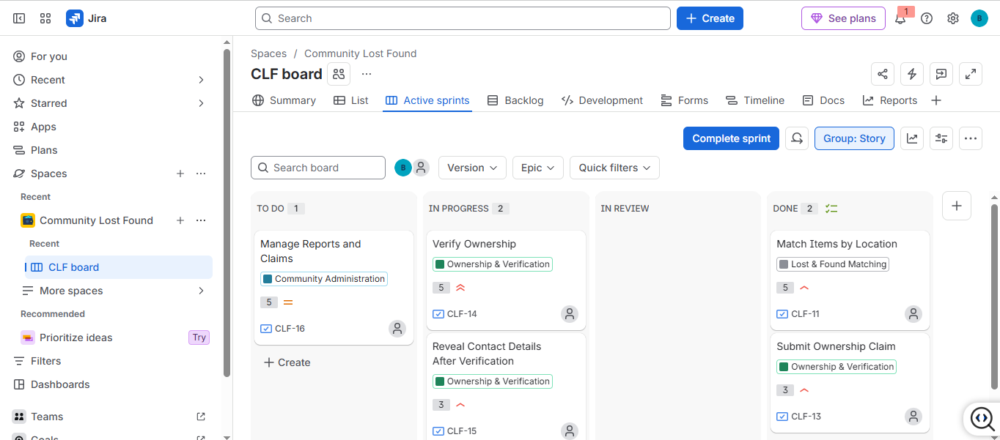 Jira
Search
Create
See plans
1
B
For you
Recent
Starred
Apps
Plans
Spaces
Recent
Community Lost Found
Recent
CLF board
More spaces
Recommended
Prioritize ideas
Try
Filters
Dashboards
Teams
Goals
Spaces / Community Lost Found
CLF board
Summary
List
Active sprints
Backlog
Development
Forms
Timeline
Docs
Reports
Complete sprint
Group: Story
Search board
B
Version
Epic
Quick filters
TO DO 1
Manage Reports and
Claims
Community Administration
5
CLF-16
Create
IN PROGRESS 2
Verify Ownership
Ownership & Verification
5
CLF-14
Reveal Contact Details
After Verification
Ownership & Verification
3
CLF-15
IN REVIEW
DONE 2
Match Items by Location
Lost & Found Matching
5
CLF-11
Submit Ownership Claim
Ownership & Verification
3
CLF-13